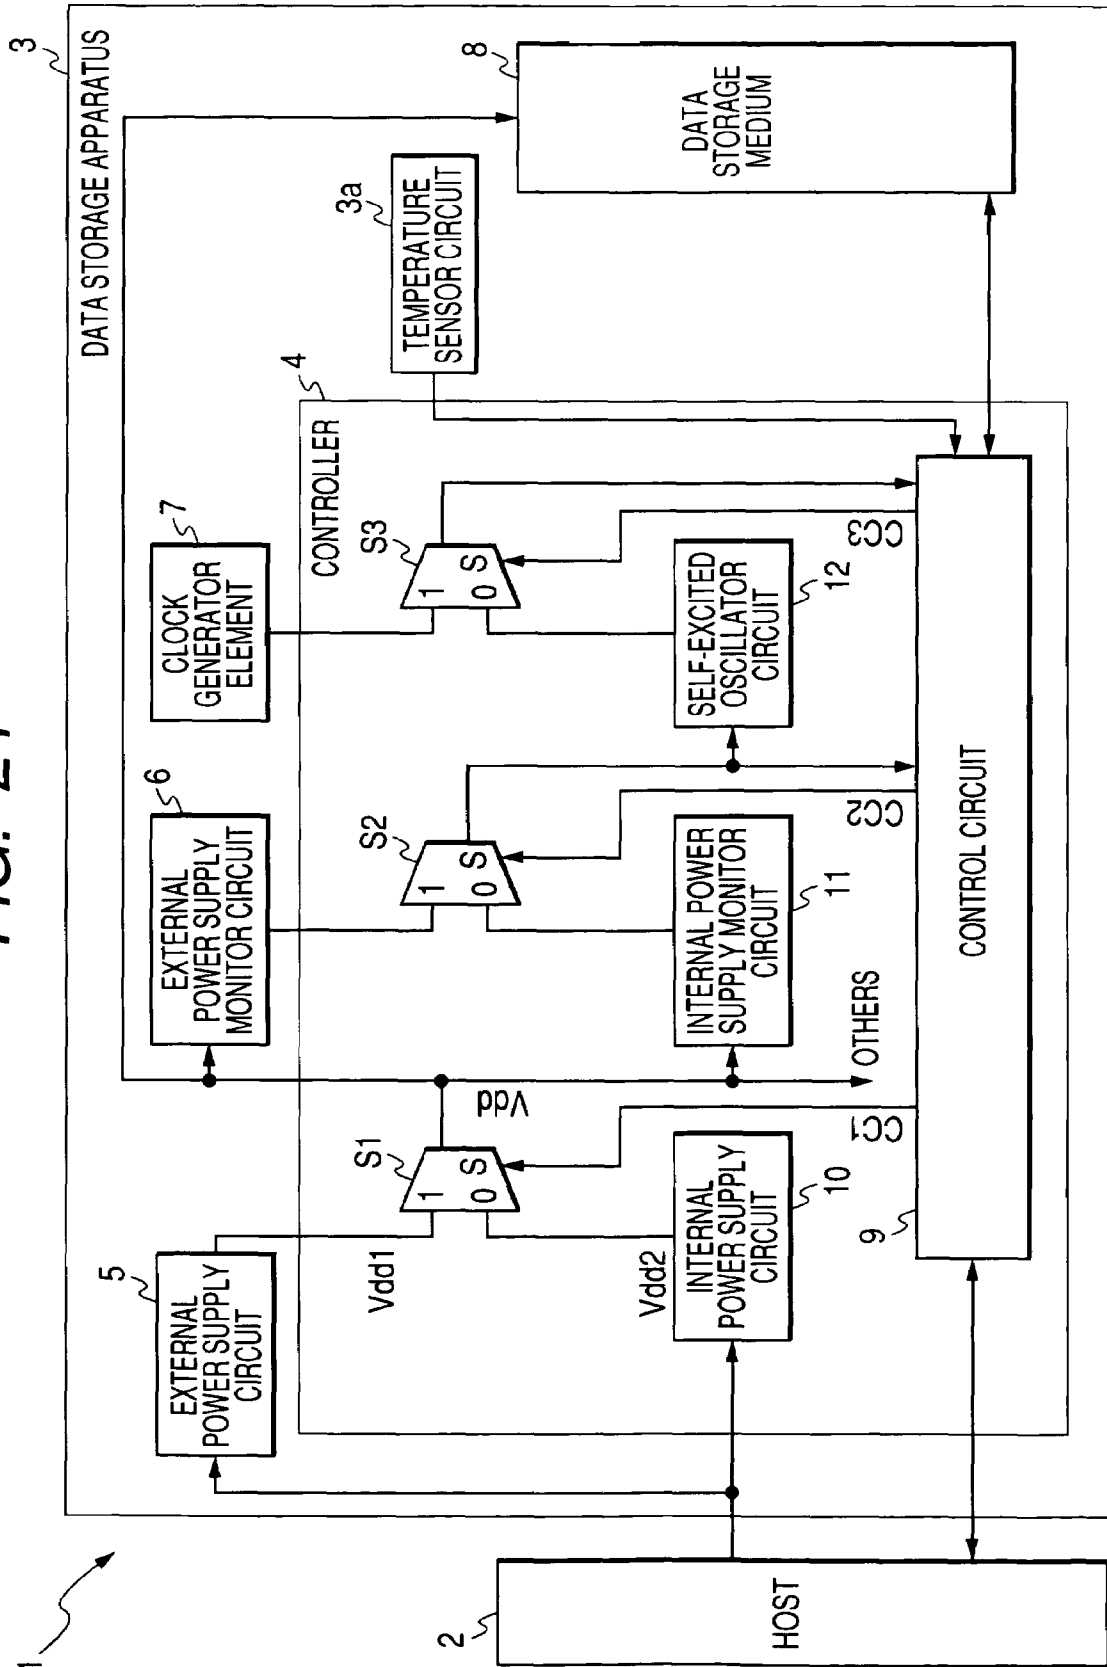 FIG. 21
1
3
DATA STORAGE APPARATUS
2
HOST
5
EXTERNAL
POWER SUPPLY
CIRCUIT
6
EXTERNAL
POWER SUPPLY
MONITOR CIRCUIT
7
CLOCK
GENERATOR
ELEMENT
3a
TEMPERATURE
SENSOR CIRCUIT
8
DATA
STORAGE
MEDIUM
4
CONTROLLER
Vdd1
S1
1
0
S
Vdd
S2
1
0
S
S3
1
0
S
Vdd2
INTERNAL
POWER SUPPLY
CIRCUIT
10
INTERNAL POWER
SUPPLY MONITOR
CIRCUIT
11
SELF-EXCITED
OSCILLATOR
CIRCUIT
12
OTHERS
CC1
CC2
CC3
9
CONTROL CIRCUIT